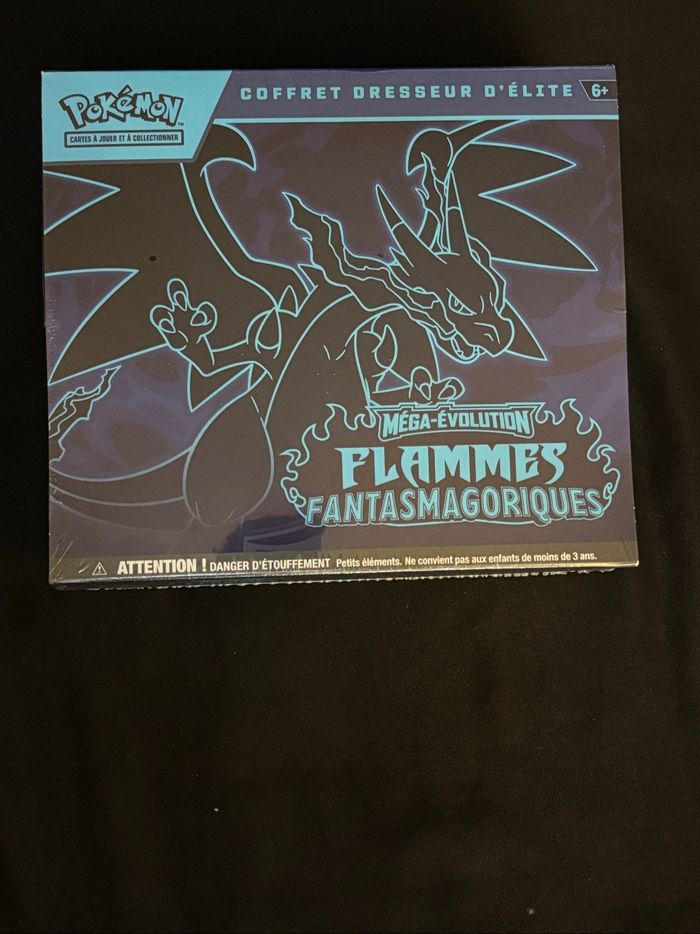 POKÉMON™
CARTES À JOUER ET À COLLECTIONNER
COFFRET DRESSEUR D'ÉLITE
6+
MÉGA-ÉVOLUTION
FLAMMES
FANTASMAGORIQUES
ATTENTION ! DANGER D'ÉTOUFFEMENT Petits éléments. Ne convient pas aux enfants de moins de 3 ans.